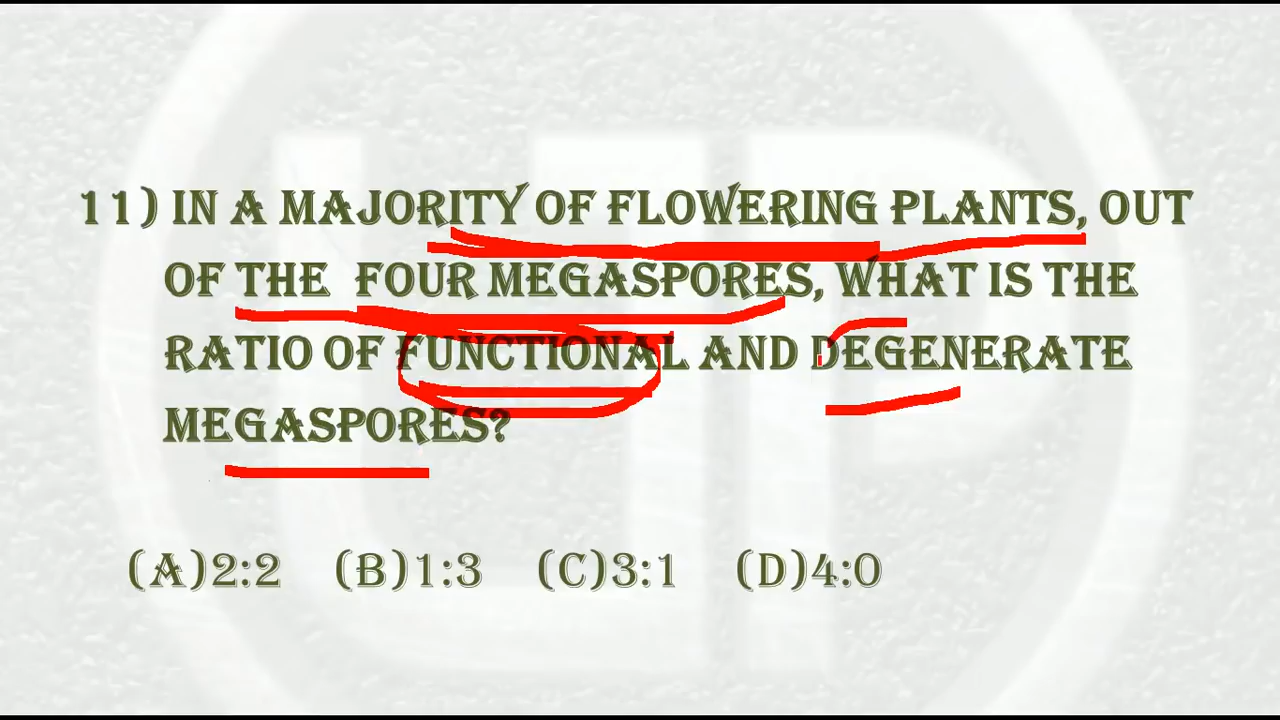 11) IN A MAJORITY OF FLOWERING PLANTS, OUT
OF THE FOUR MEGASPORES, WHAT IS THE
RATIO OF FUNCTIONAL AND DEGENERATE
MEGASPORES?
(A)2:2 (B)1:3 (C)3:1 (D)4:0